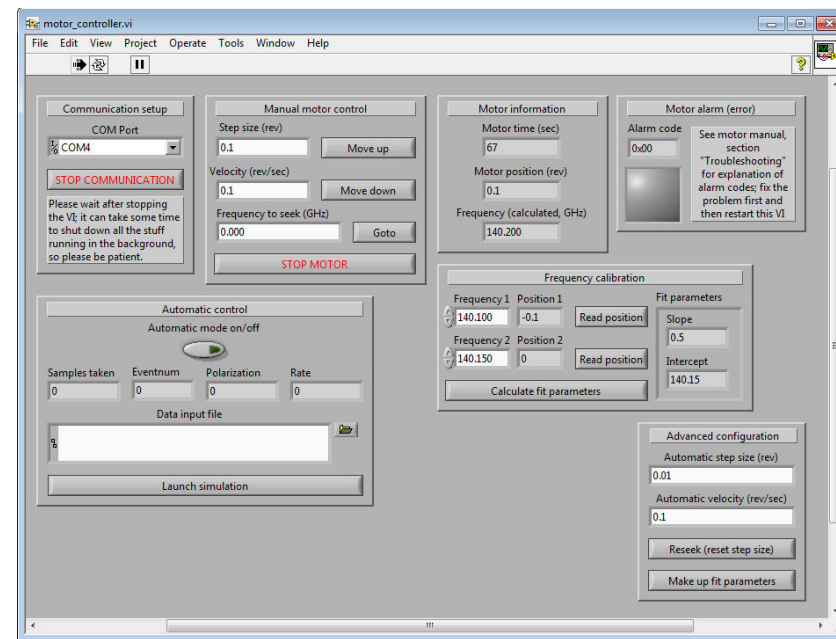 motor_controller.vi
File Edit View Project Operate Tools Window Help
Communication setup
COM Port
COM4
STOP COMMUNICATION
Please wait after stopping
the VI; it can take some time
to shut down all the stuff
running in the background,
so please be patient.
Manual motor control
Step size (rev)
0.1
Move up
Velocity (rev/sec)
0.1
Move down
Frequency to seek (GHz)
0.000
Goto
STOP MOTOR
Motor information
Motor time (sec)
67
Motor position (rev)
0.1
Frequency (calculated, GHz)
140.200
Motor alarm (error)
Alarm code
0x00
See motor manual,
section
"Troubleshooting"
for explanation of
alarm codes; fix the
problem first and
then restart this VI
Automatic control
Automatic mode on/off
Samples taken Eventnum Polarization Rate
0 0 0 0
Data input file
Launch simulation
Frequency calibration
Frequency 1 Position 1
140.100 -0.1 Read position
Frequency 2 Position 2
140.150 0 Read position
Calculate fit parameters
Fit parameters
Slope
0.5
Intercept
140.15
Advanced configuration
Automatic step size (rev)
0.01
Automatic velocity (rev/sec)
0.1
Reseek (reset step size)
Make up fit parameters